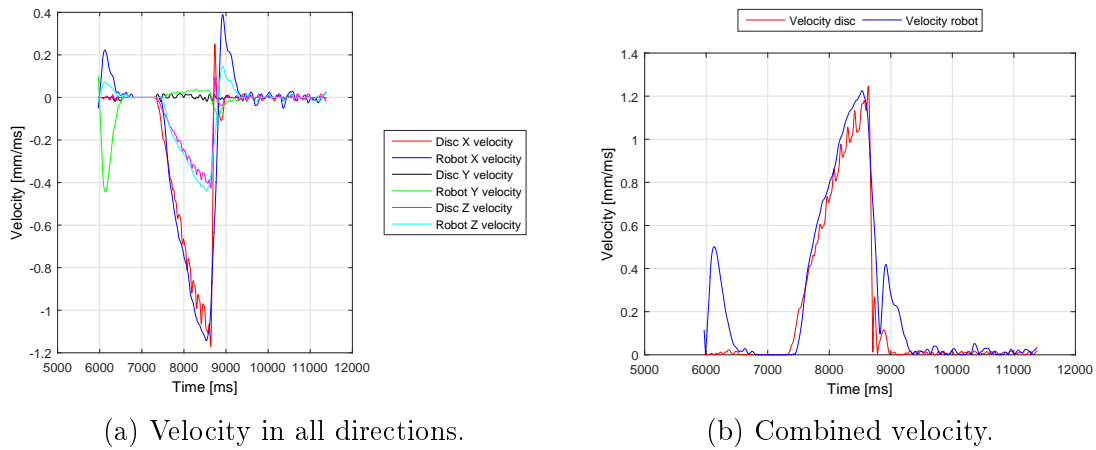 Velocity [mm/ms]
0.4
0.2
0
-0.2
-0.4
-0.6
-0.8
-1
-1.2
5000 6000 7000 8000 9000 10000 11000 12000
Time [ms]
Disc X velocity
Robot X velocity
Disc Y velocity
Robot Y velocity
Disc Z velocity
Robot Z velocity
(a) Velocity in all directions.
Velocity disc Velocity robot
Velocity [mm/ms]
1.4
1.2
1
0.8
0.6
0.4
0.2
0
5000 6000 7000 8000 9000 10000 11000 12000
Time [ms]
(b) Combined velocity.